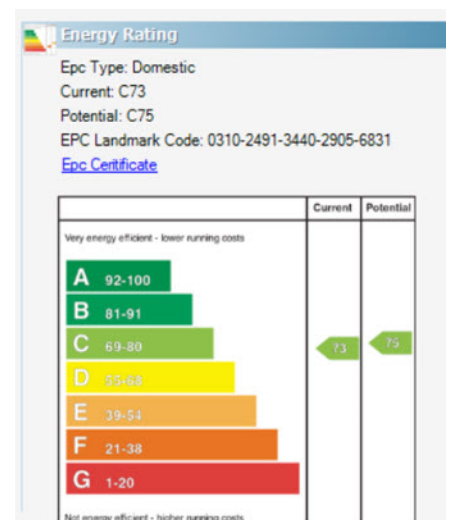 Energy Rating
Epc Type: Domestic
Current: C73
Potential: C75
EPC Landmark Code: 0310-2491-3440-2905-6831
Epc Certificate
Current Potential
Very energy efficient - lower running costs
A 92-100
B 81-91
C 69-80 73 75
D 55-68
E 39-54
F 21-38
G 1-20
Not energy efficient - higher running costs